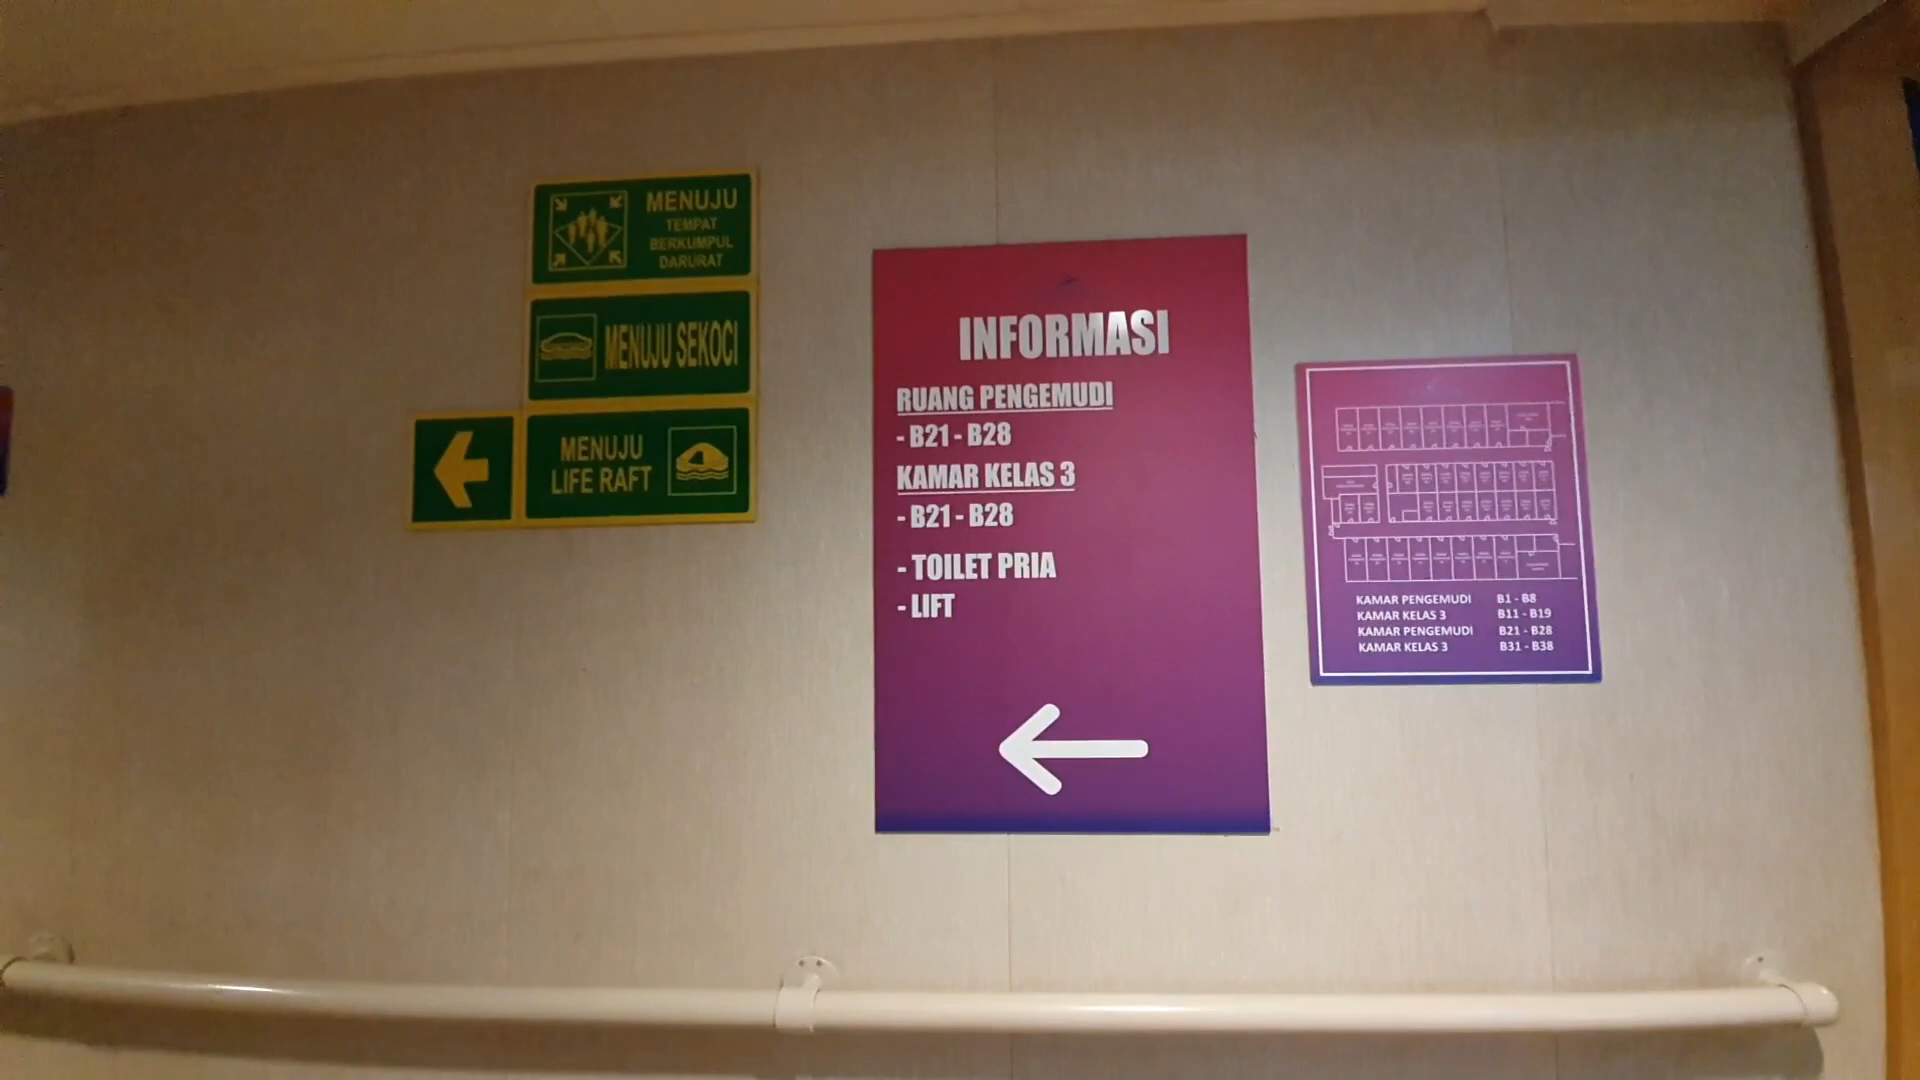 MENUJU
TEMPAT
BERKUMPUL
DARURAT
MENUJU SEKOCI
MENUJU
LIFE RAFT
INFORMASI
RUANG PENGEMUDI
- B21 - B28
KAMAR KELAS 3
- B21 - B28
- TOILET PRIA
- LIFT
KAMAR PENGEMUDI B1 - B8
KAMAR KELAS 3 B11 - B19
KAMAR PENGEMUDI B21 - B28
KAMAR KELAS 3 B31 - B38